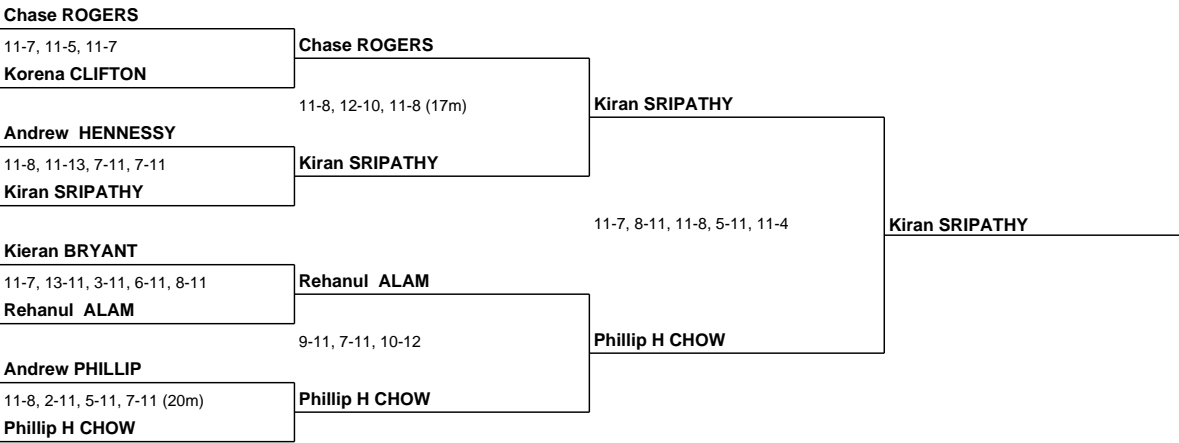 Chase ROGERS
11-7, 11-5, 11-7
Korena CLIFTON
Andrew  HENNESSY
11-8, 11-13, 7-11, 7-11
Kiran SRIPATHY
Kieran BRYANT
11-7, 13-11, 3-11, 6-11, 8-11
Rehanul  ALAM
Andrew PHILLIP
11-8, 2-11, 5-11, 7-11 (20m)
Phillip H CHOW
Chase ROGERS
11-8, 12-10, 11-8 (17m)
Kiran SRIPATHY
Rehanul  ALAM
9-11, 7-11, 10-12
Phillip H CHOW
Kiran SRIPATHY
11-7, 8-11, 11-8, 5-11, 11-4
Phillip H CHOW
Kiran SRIPATHY